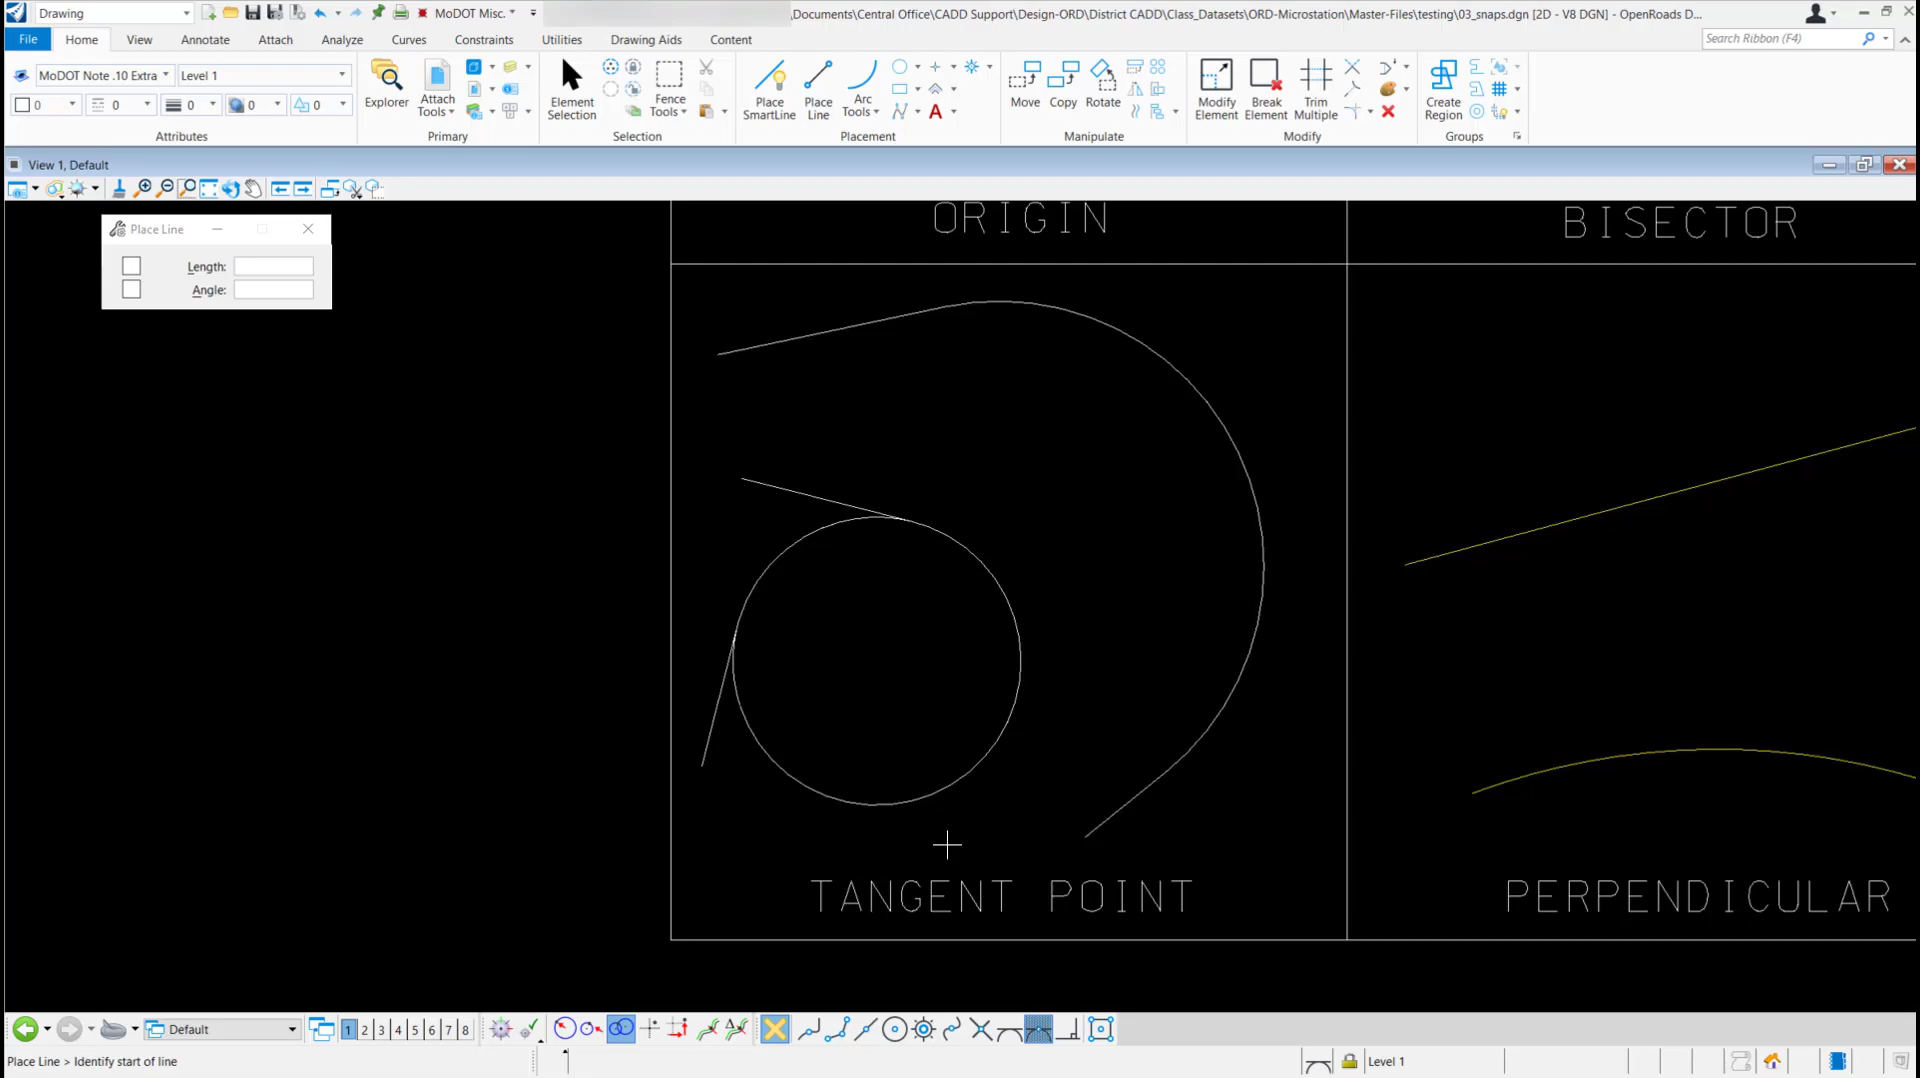 Drawing
MoDOT Misc.
\Documents\Central Office\CADD Support\Design-ORD\District CADD\Class_Datasets\ORD-Microstation\Master-Files\testing\03_snaps.dgn [2D - V8 DGN] - OpenRoads D...
File Home View Annotate Attach Analyze Curves Constraints Utilities Drawing Aids Content
Search Ribbon (F4)
MoDOT Note .10 Extra Level 1
0 0 0 0 0
Attributes
Explorer
Attach Tools
Primary
Element Selection
Fence Tools
Selection
Place SmartLine
Place Line
Arc Tools
A
Placement
Move Copy Rotate
Manipulate
Modify Element
Break Element
Trim Multiple
Modify
Create Region
Groups
View 1, Default
Place Line
Length:
Angle:
ORIGIN
BISECTOR
TANGENT POINT
PERPENDICULAR
Default
1 2 3 4 5 6 7 8
Place Line > Identify start of line
Level 1